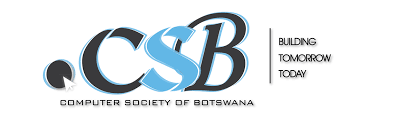 .CSB
COMPUTER SOCIETY OF BOTSWANA
BUILDING
TOMORROW
TODAY